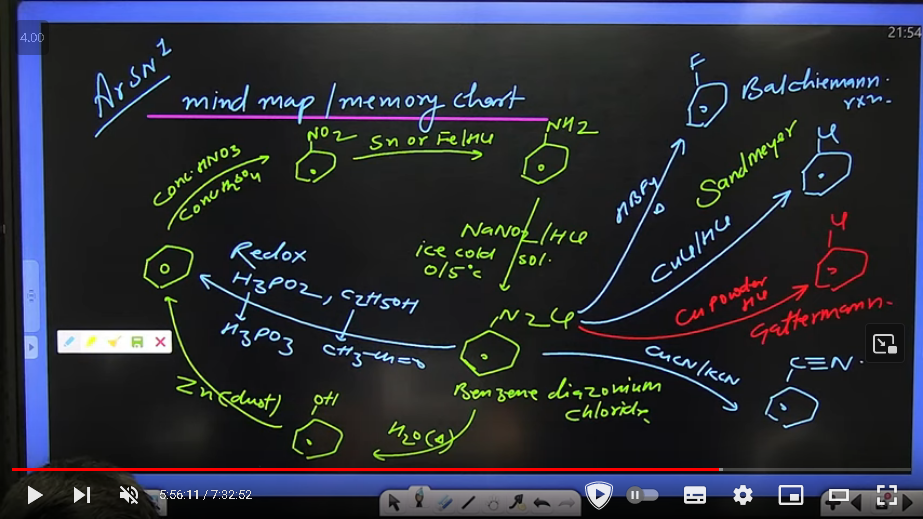 4.00
21:54
ArSN1
mind map/memory chart
NO2
Sn or Fe/HCl
NH2
F
Balchiemann
rxn.
Conc. HNO3
Conc H2SO4
Sandmeyer
Cl
HBF4
Δ
NaNO2/HCl
ice cold sol.
0/5°C
CuCl/HCl
Redox
H3PO2, C2H5OH
H3PO3
CH3-CH=O
Cl
Cu powder
HCl
Gattermann.
N2Cl
Benzene diazonium
chloride
CuCN/KCN
C≡N.
Zn(dust)
OH
H2O(Δ)
5:56:11 / 7:32:52